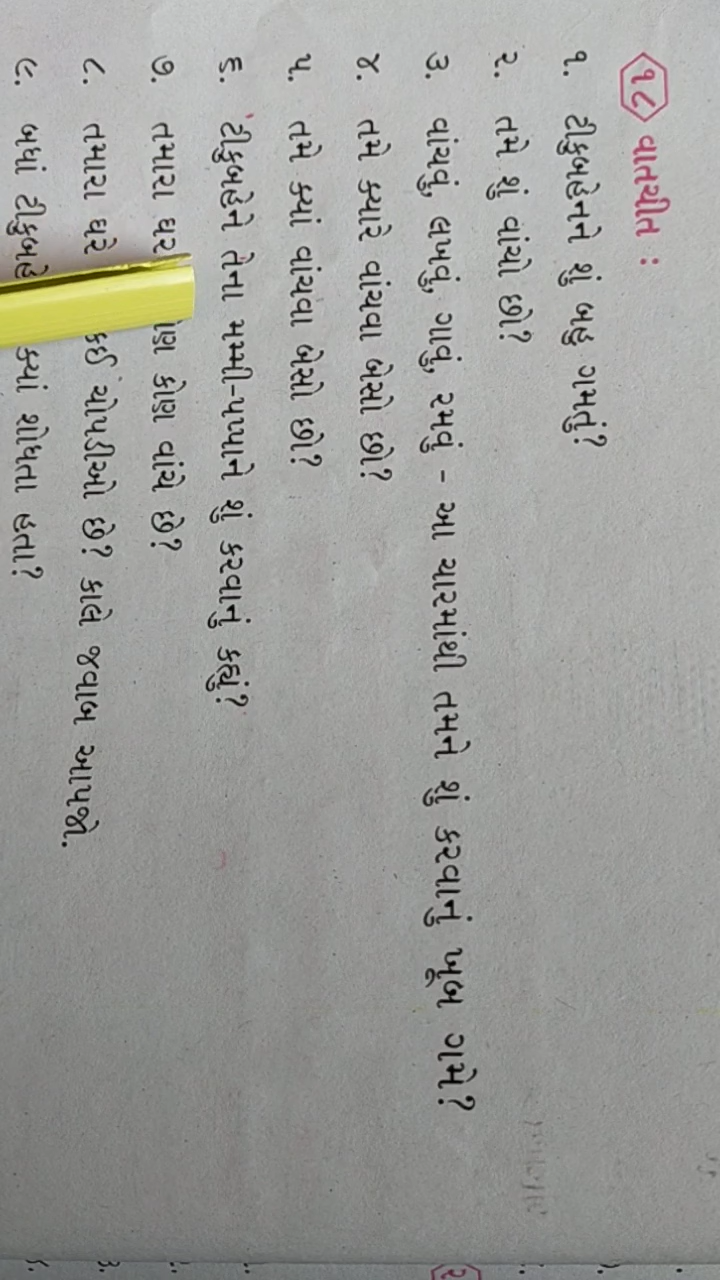 ૧૮ વાતચીત :
૧. ટીકુબહેનને શું બહુ ગમતું?
૨. તમે શું વાંચો છો?
૩. વાંચવું, લખવું, ગાવું, રમવું - આ ચારમાંથી તમને શું કરવાનું ખૂબ ગમે?
૪. તમે ક્યારે વાંચવા બેસો છો?
૫. તમે ક્યાં વાંચવા બેસો છો?
૬. ટીકુબહેને તેના મમ્મી-પપ્પાને શું કરવાનું કહ્યું?
૭. તમારા કોણ વાંચે છે?
૮. તમારા ઘરે કઈ ચોપડીઓ છે? કાલે જવાબ આપજો.
૯. બધાં ક્યાં શોધતા હતા?